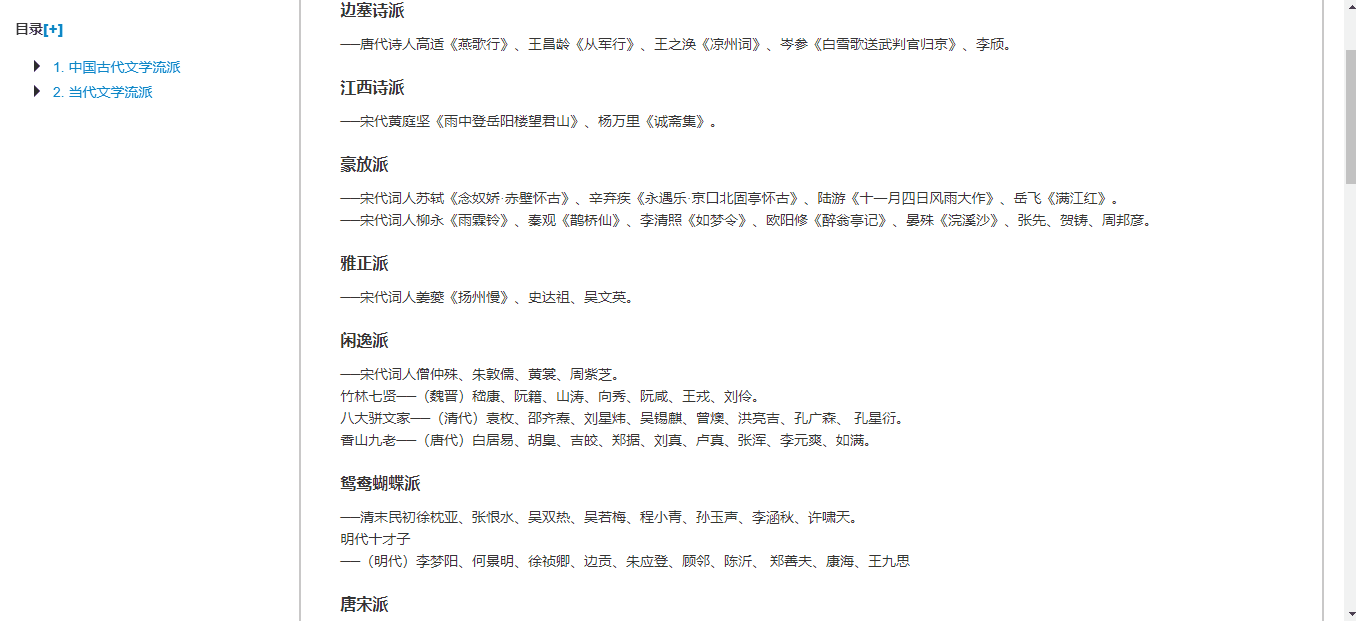 目录[+]
1. 中国古代文学流派
2. 当代文学流派
边塞诗派
──唐代诗人高适《燕歌行》、王昌龄《从军行》、王之涣《凉州词》、岑参《白雪歌送武判官归京》、李颀。
江西诗派
──宋代黄庭坚《雨中登岳阳楼望君山》、杨万里《诚斋集》。
豪放派
──宋代词人苏轼《念奴娇·赤壁怀古》、辛弃疾《永遇乐·京口北固亭怀古》、陆游《十一月四日风雨大作》、岳飞《满江红》。
──宋代词人柳永《雨霖铃》、秦观《鹊桥仙》、李清照《如梦令》、欧阳修《醉翁亭记》、晏殊《浣溪沙》、张先、贺铸、周邦彦。
雅正派
──宋代词人姜夔《扬州慢》、史达祖、吴文英。
闲逸派
──宋代词人僧仲殊、朱敦儒、黄裳、周紫芝。
竹林七贤──（魏晋）嵇康、阮籍、山涛、向秀、阮咸、王戎、刘伶。
八大骈文家──（清代）袁枚、邵齐焘、刘星炜、吴锡麒、曾燠、洪亮吉、孔广森、 孔星衍。
香山九老──（唐代）白居易、胡皇、吉皎、郑据、刘真、卢真、张浑、李元爽、如满。
鸳鸯蝴蝶派
──清末民初徐枕亚、张恨水、吴双热、吴若梅、程小青、孙玉声、李涵秋、许啸天。
明代十才子
──（明代）李梦阳、何景明、徐祯卿、边贡、朱应登、顾邻、陈沂、 郑善夫、康海、王九思
唐宋派